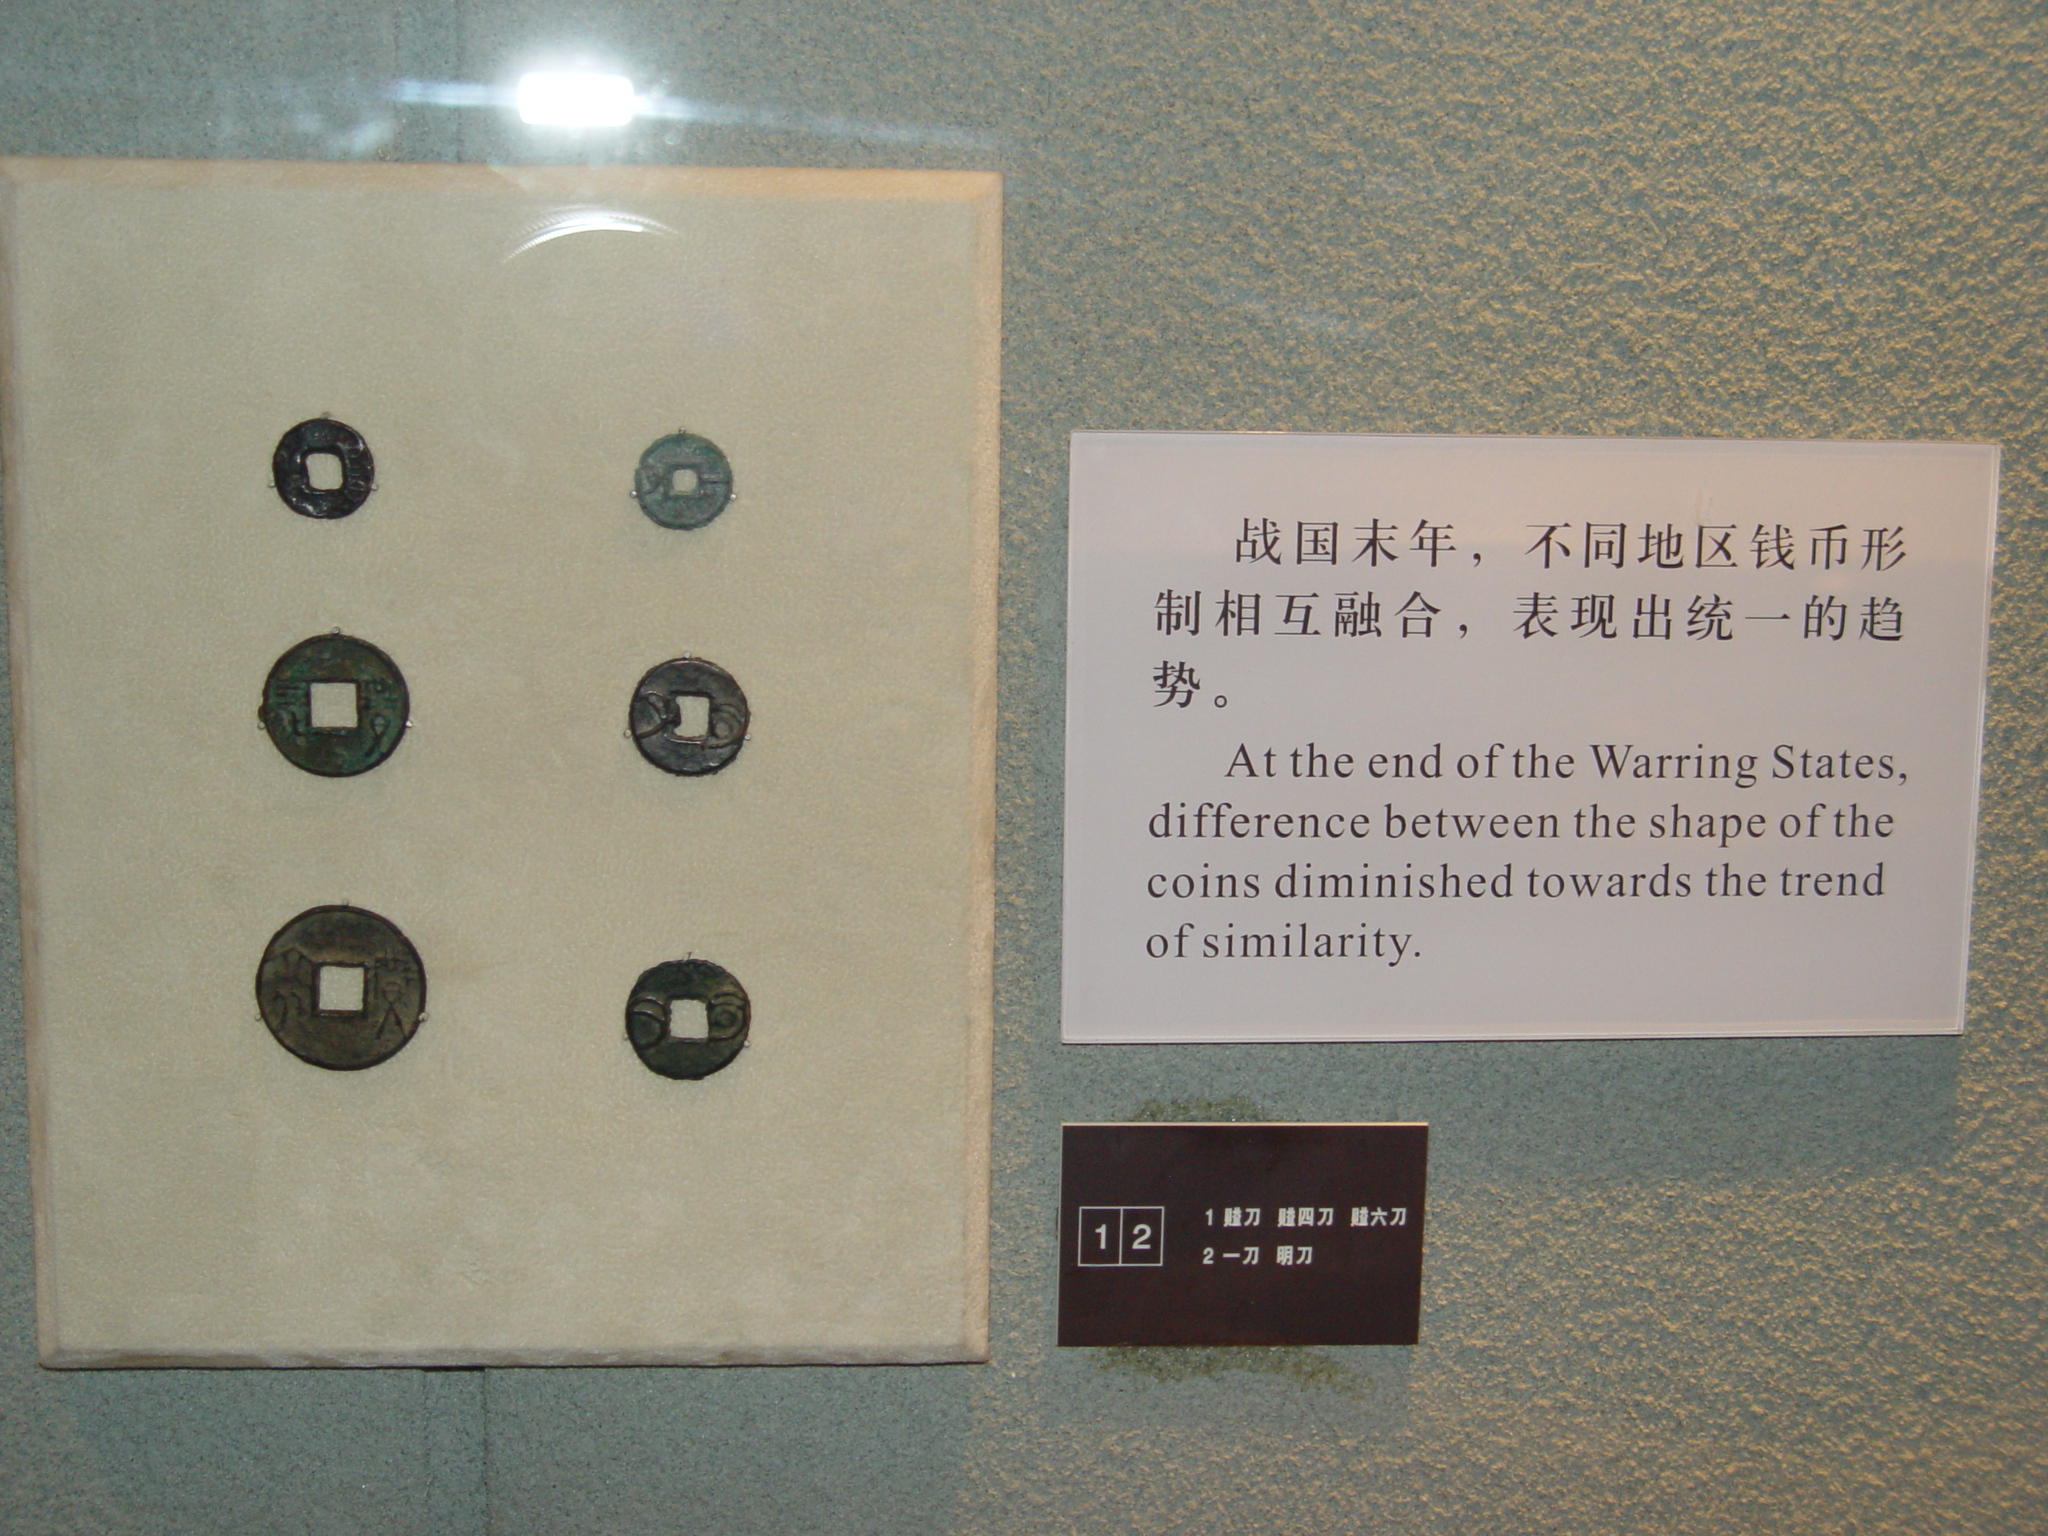 战国末年，不同地区钱币形
制相互融合，表现出统一的趋
势。
At the end of the Warring States,
difference between the shape of the
coins diminished towards the trend
of similarity.
1 2
1 賹刀 賹四刀 賹六刀
2 一刀 明刀